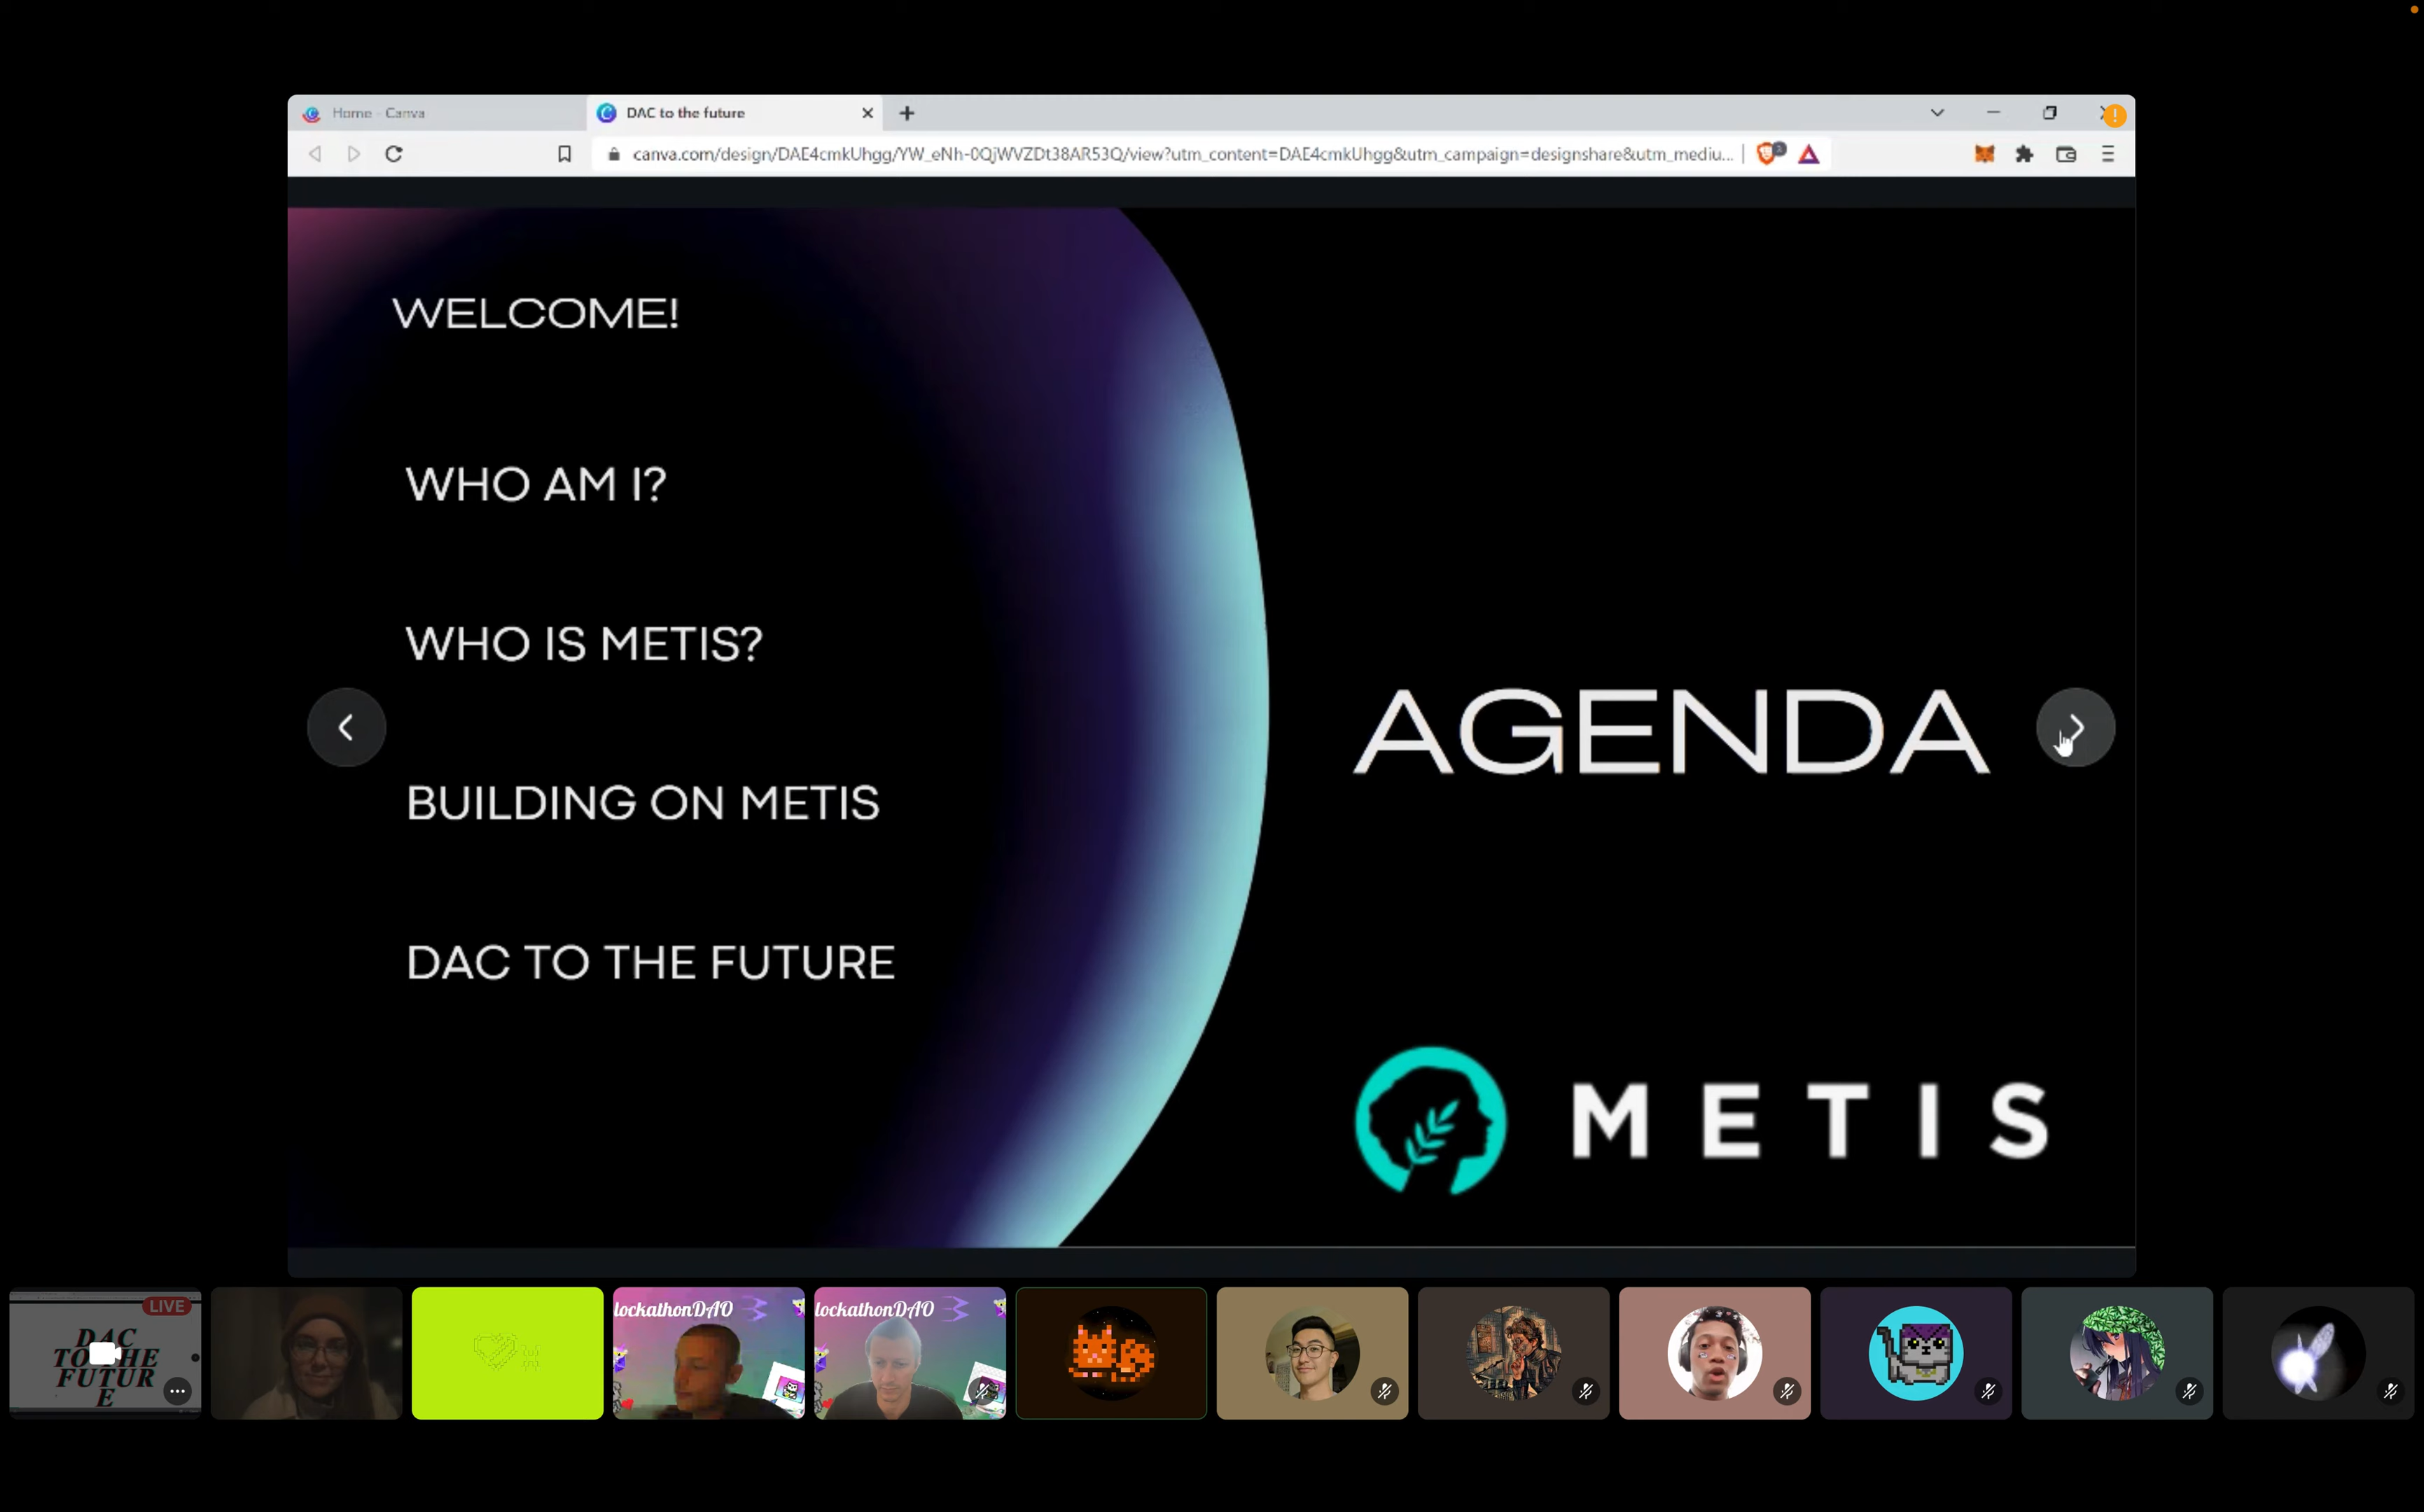 Home - Canva
DAC to the future
canva.com/design/DAE4cmkUhgg/YW_eNh-0QjWVZDt38AR53Q/view?utm_content=DAE4cmkUhgg&utm_campaign=designshare&utm_mediu...
WELCOME!
WHO AM I?
WHO IS METIS?
BUILDING ON METIS
DAC TO THE FUTURE
AGENDA
METIS
LIVE
DAC
TO THE
FUTUR
E
lockathonDAO
lockathonDAO